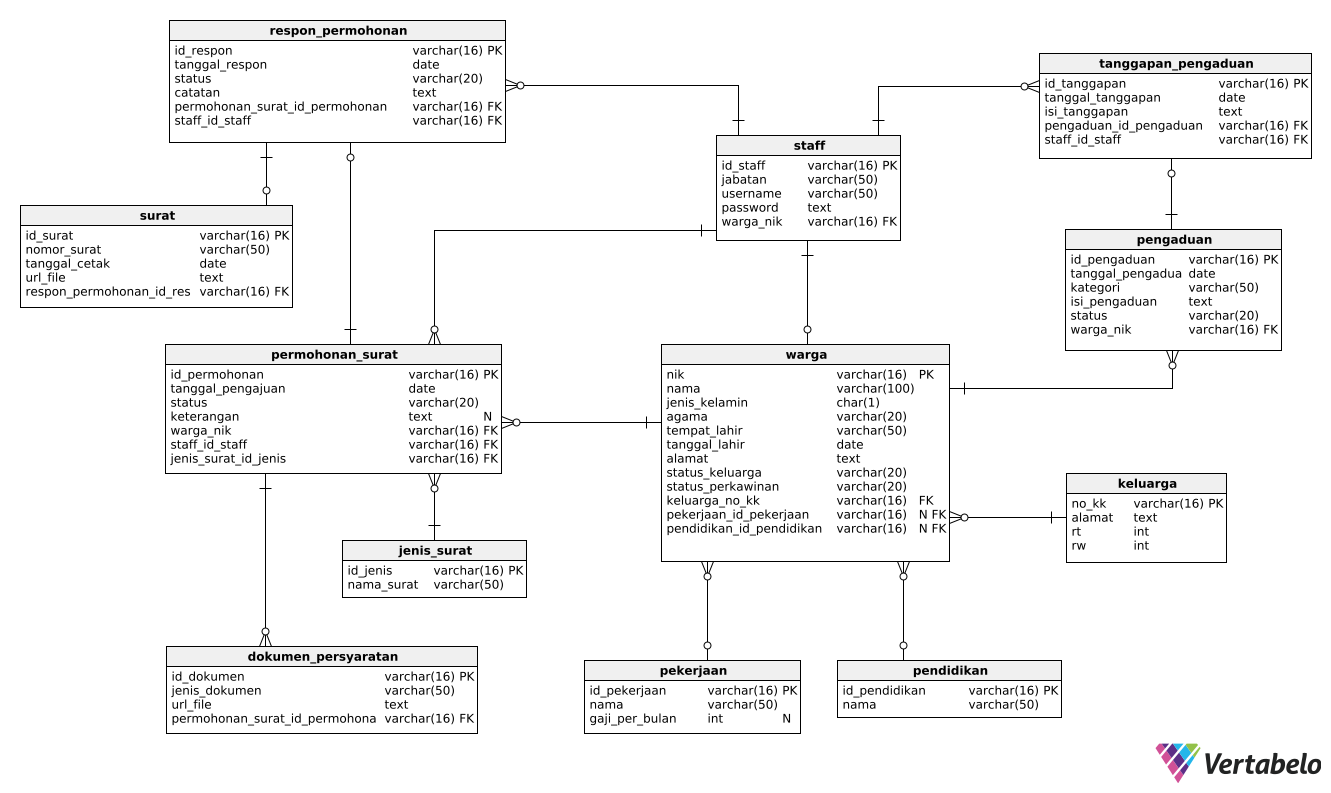 respon_permohonan
id_respon varchar(16) PK
tanggal_respon date
status varchar(20)
catatan text
permohonan_surat_id_permohonan varchar(16) FK
staff_id_staff varchar(16) FK
tanggapan_pengaduan
id_tanggapan varchar(16) PK
tanggal_tanggapan date
isi_tanggapan text
pengaduan_id_pengaduan varchar(16) FK
staff_id_staff varchar(16) FK
staff
id_staff varchar(16) PK
jabatan varchar(50)
username varchar(50)
password text
warga_nik varchar(16) FK
surat
id_surat varchar(16) PK
nomor_surat varchar(50)
tanggal_cetak date
url_file text
respon_permohonan_id_res varchar(16) FK
pengaduan
id_pengaduan varchar(16) PK
tanggal_pengadua date
kategori varchar(50)
isi_pengaduan text
status varchar(20)
warga_nik varchar(16) FK
permohonan_surat
id_permohonan varchar(16) PK
tanggal_pengajuan date
status varchar(20)
keterangan text N
warga_nik varchar(16) FK
staff_id_staff varchar(16) FK
jenis_surat_id_jenis varchar(16) FK
warga
nik varchar(16) PK
nama varchar(100)
jenis_kelamin char(1)
agama varchar(20)
tempat_lahir varchar(50)
tanggal_lahir date
alamat text
status_keluarga varchar(20)
status_perkawinan varchar(20)
keluarga_no_kk varchar(16) FK
pekerjaan_id_pekerjaan varchar(16) N FK
pendidikan_id_pendidikan varchar(16) N FK
keluarga
no_kk varchar(16) PK
alamat text
rt int
rw int
jenis_surat
id_jenis varchar(16) PK
nama_surat varchar(50)
dokumen_persyaratan
id_dokumen varchar(16) PK
jenis_dokumen varchar(50)
url_file text
permohonan_surat_id_permohona varchar(16) FK
pekerjaan
id_pekerjaan varchar(16) PK
nama varchar(50)
gaji_per_bulan int N
pendidikan
id_pendidikan varchar(16) PK
nama varchar(50)
Vertabelo